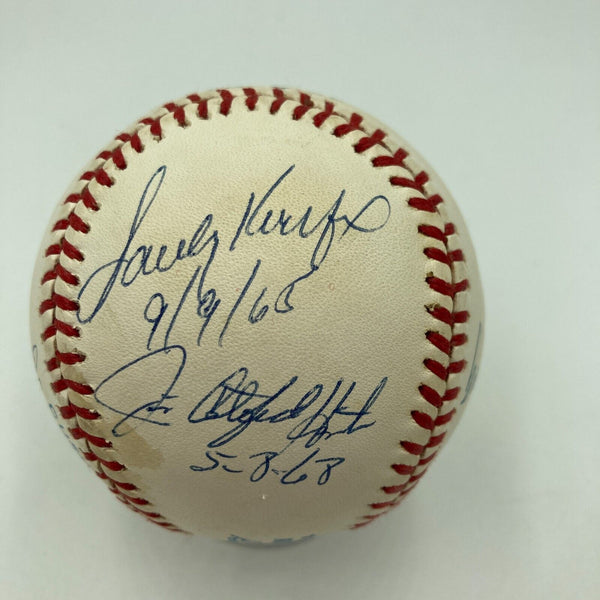 Sandy Koufax
9/9/65
Jim Catfish Hunter
5-8-68